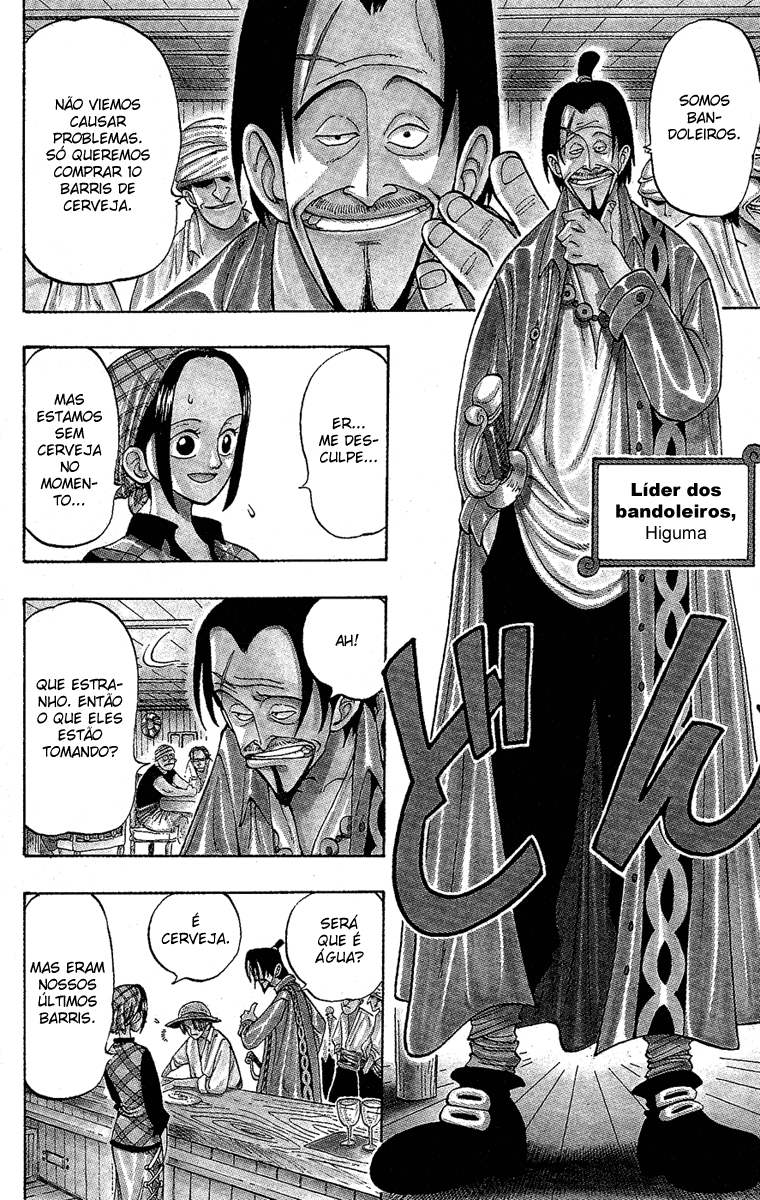 SOMOS
BAN-
DOLEIROS.
NÃO VIEMOS
CAUSAR
PROBLEMAS.
SÓ QUEREMOS
COMPRAR 10
BARRIS DE
CERVEJA.
Líder dos
bandoleiros,
Higuma
どん
ER...
ME DES-
CULPE...
MAS
ESTAMOS
SEM
CERVEJA
NO
MOMEN-
TO...
AH!
QUE ESTRA-
NHO. ENTÃO
O QUE ELES
ESTÃO
TOMANDO?
SERÁ
QUE É
ÁGUA?
É
CERVEJA.
MAS ERAM
NOSSOS
ÚLTIMOS
BARRIS.